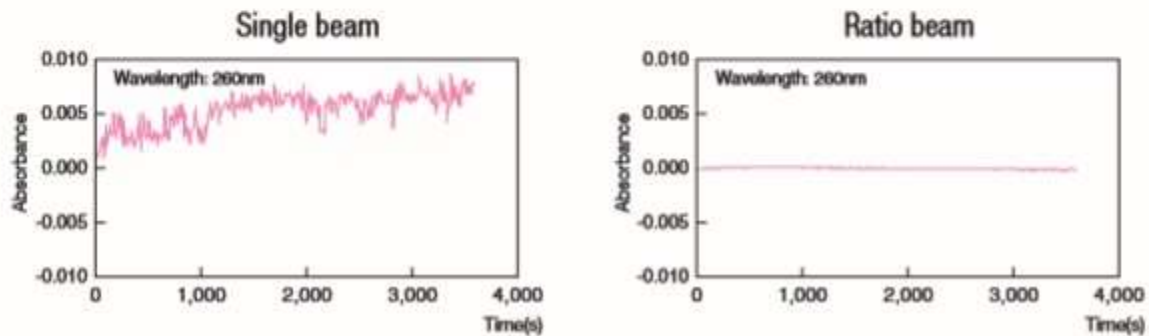 Single beam
0.010
Wavelength: 260nm
0.005
Absorbance
0.000
-0.005
-0.010
0
1,000
2,000
3,000
4,000
Time(s)
Ratio beam
0.010
Wavelength: 260nm
0.005
Absorbance
0.000
-0.005
-0.010
0
1,000
2,000
3,000
4,000
Time(s)